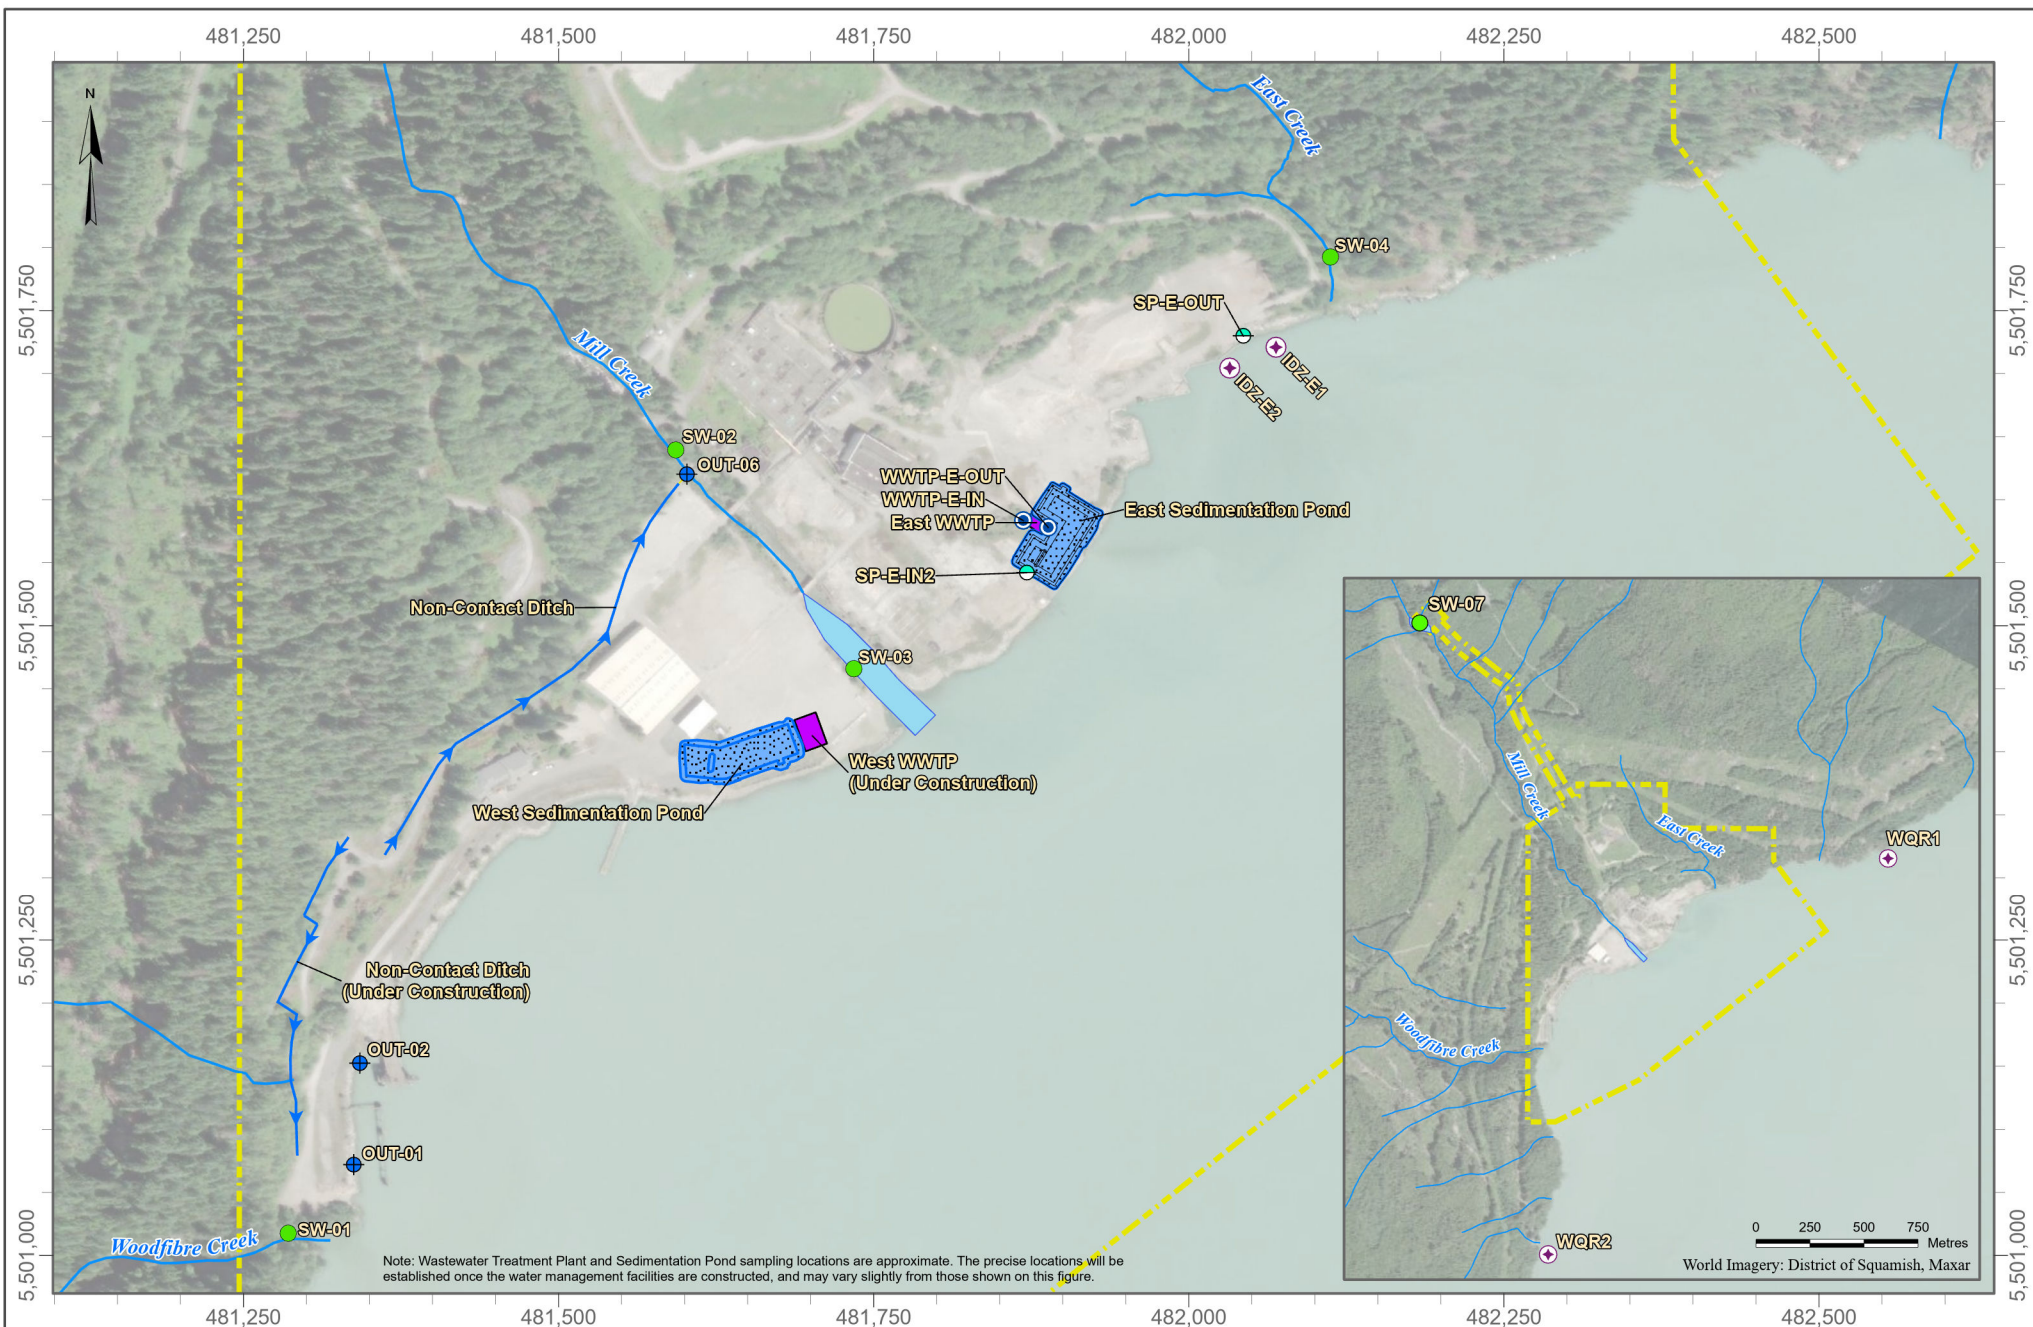 481,250
481,500
481,750
482,000
482,250
482,500
N
East Creek
SW-04
SP-E-OUT
IDZ-E1
IDZ-E2
5,501,750
5,501,750
Mill Creek
SW-02
OUT-06
WWTP-E-OUT
WWTP-E-IN
East WWTP
East Sedimentation Pond
SP-E-IN2
Non-Contact Ditch
5,501,500
5,501,500
SW-03
West WWTP
(Under Construction)
West Sedimentation Pond
SW-07
Mill Creek
East Creek
WQR1
5,501,250
5,501,250
Non-Contact Ditch
(Under Construction)
Woodfibre Creek
OUT-02
OUT-01
SW-01
Woodfibre Creek
5,501,000
5,501,000
WQR2
0 250 500 750
Metres
World Imagery: District of Squamish, Maxar
Note: Wastewater Treatment Plant and Sedimentation Pond sampling locations are approximate. The precise locations will be
established once the water management facilities are constructed, and may vary slightly from those shown on this figure.
481,250
481,500
481,750
482,000
482,250
482,500